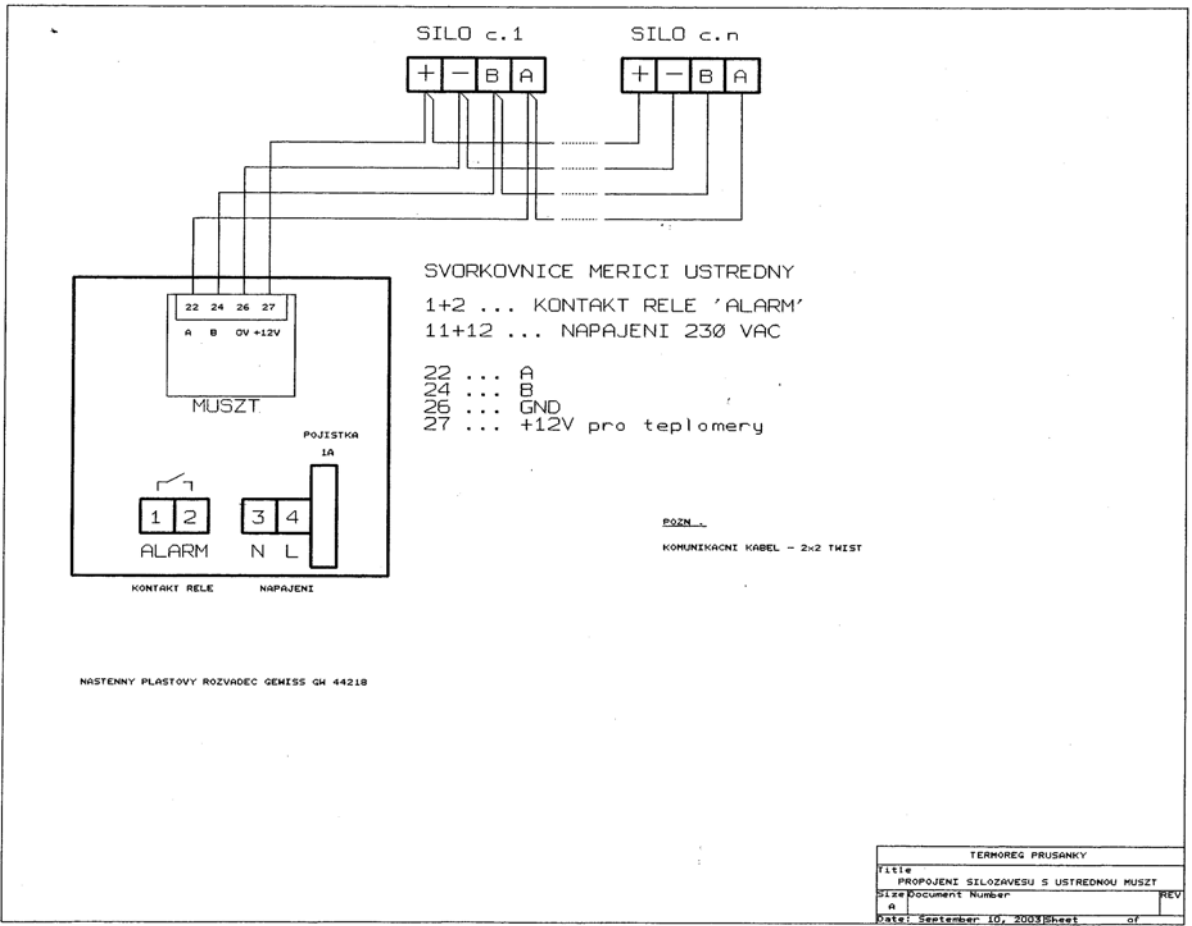 SILO c.1
SILO c.n
+ - B A
+ - B A
SVORKOVNICE MERICI USTREDNY
1+2 ... KONTAKT RELE 'ALARM'
11+12 ... NAPAJENI 230 VAC
22 ... A
24 ... B
26 ... GND
27 ... +12V pro teplomery
22 24 26 27
A B 0V +12V
MUSZT
POJISTKA
1A
1 2
3 4
ALARM
N L
KONTAKT RELE
NAPAJENI
POZN.
KOMUNIKACNI KABEL - 2x2 TWIST
NASTENNY PLASTOVY ROZVADEC GEWISS GW 44218
TERMOREG PRUSANKY
Title
PROPOJENI SILOZAVESU S USTREDNOU MUSZT
Size Document Number REV
A
Date: September 10, 2003 Sheet of